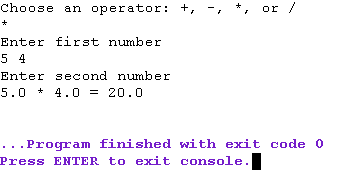 Choose an operator: +, -, *, or /
*
Enter first number
5 4
Enter second number
5.0 * 4.0 = 20.0
...Program finished with exit code 0
Press ENTER to exit console.